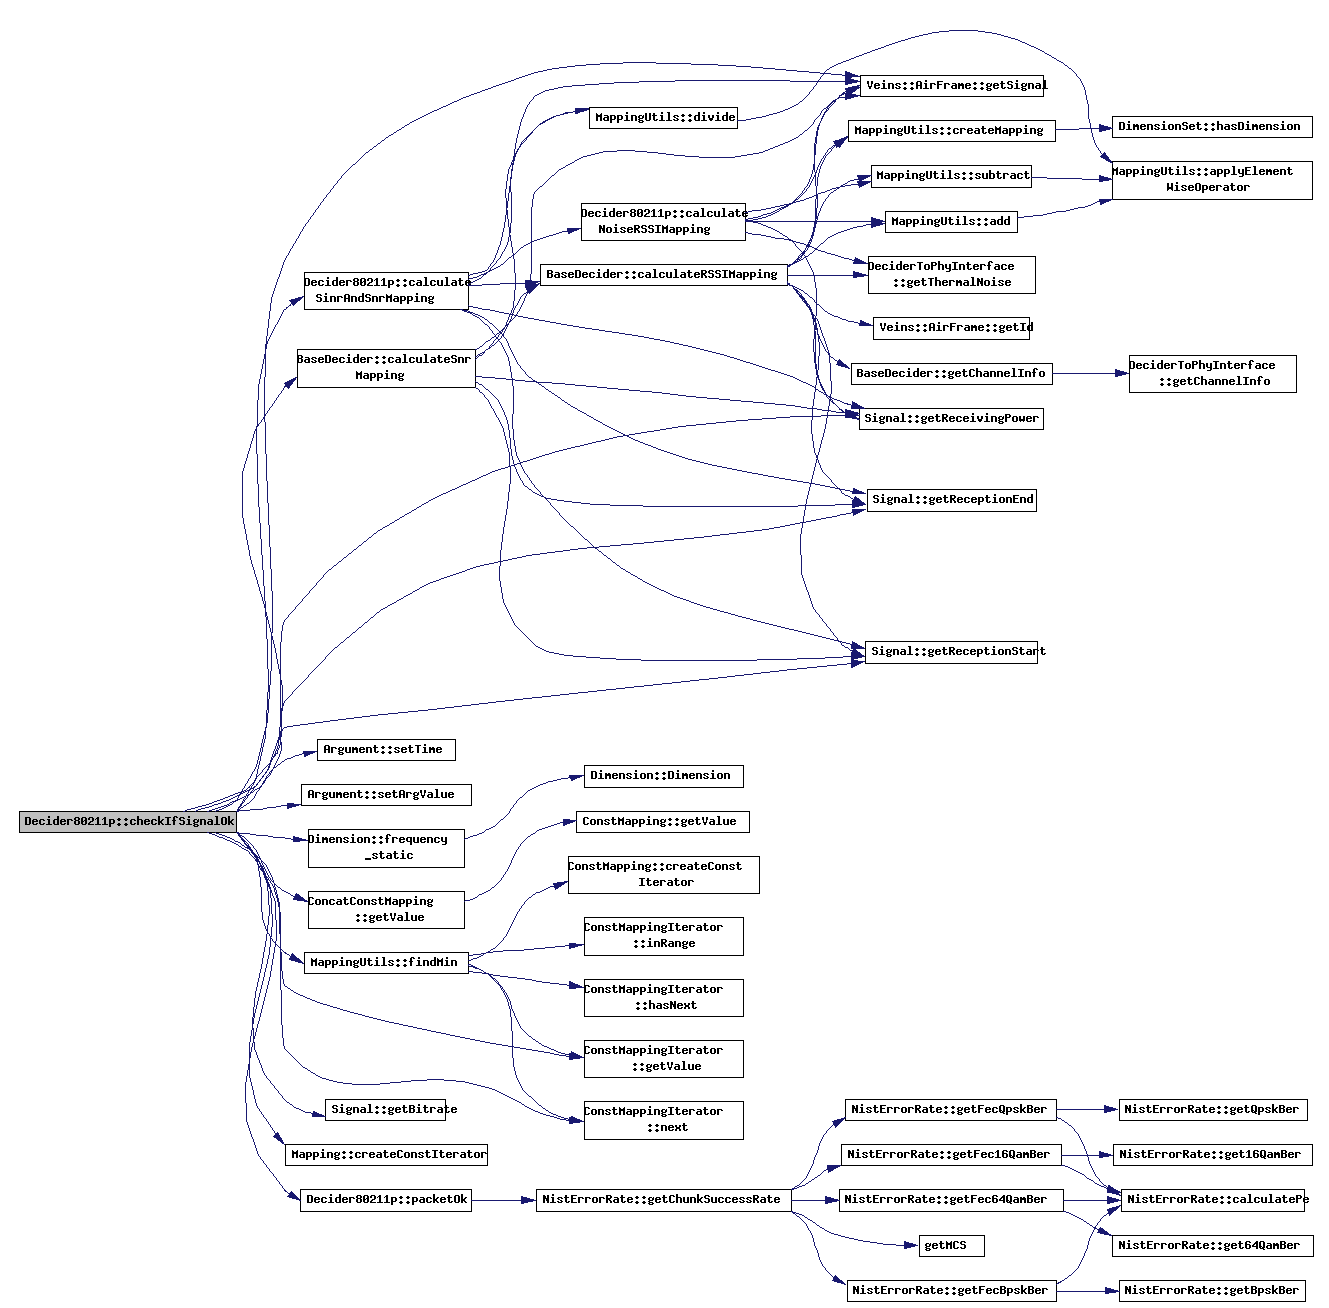 Veins::AirFrame::getSignal
MappingUtils::divide
MappingUtils::createMapping
DimensionSet::hasDimension
MappingUtils::subtract
MappingUtils::applyElement
WiseOperator
Decider80211p::calculate
NoiseRSSIMapping
MappingUtils::add
BaseDecider::calculateRSSIMapping
DeciderToPhyInterface
::getThermalNoise
Decider80211p::calculate
SinrAndSnrMapping
Veins::AirFrame::getId
BaseDecider::calculateSnr
Mapping
BaseDecider::getChannelInfo
DeciderToPhyInterface
::getChannelInfo
Signal::getReceivingPower
Signal::getReceptionEnd
Signal::getReceptionStart
Argument::setTime
Dimension::Dimension
Argument::setArgValue
Decider80211p::checkIfSignalOk
ConstMapping::getValue
Dimension::frequency
_static
ConstMapping::createConst
Iterator
ConcatConstMapping
::getValue
ConstMappingIterator
::inRange
MappingUtils::findMin
ConstMappingIterator
::hasNext
ConstMappingIterator
::getValue
Signal::getBitrate
ConstMappingIterator
::next
NistErrorRate::getFecQpskBer
NistErrorRate::getQpskBer
Mapping::createConstIterator
NistErrorRate::getFec16QamBer
NistErrorRate::get16QamBer
Decider80211p::packetOk
NistErrorRate::getChunkSuccessRate
NistErrorRate::getFec64QamBer
NistErrorRate::calculatePe
getMCS
NistErrorRate::get64QamBer
NistErrorRate::getFecBpskBer
NistErrorRate::getBpskBer